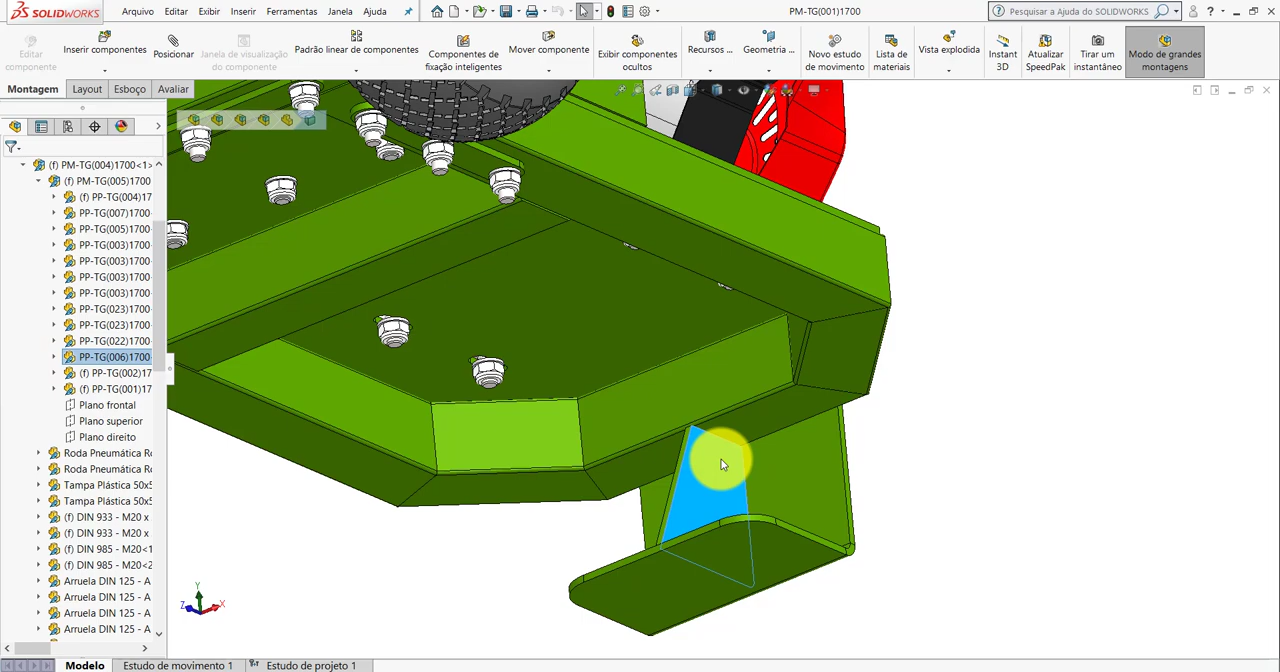 SOLIDWORKS
Arquivo
Editar
Exibir
Inserir
Ferramentas
Janela
Ajuda
PM-TG(001)1700
Pesquisar a Ajuda do SOLIDWORKS
?
Editar componente
Inserir componentes
Posicionar
Janela de visualização do componente
Padrão linear de componentes
Componentes de fixação inteligentes
Mover componente
Exibir componentes ocultos
Recursos ...
Geometria ...
Novo estudo de movimento
Lista de materiais
Vista explodida
Instant 3D
Atualizar SpeedPak
Tirar um instantâneo
Modo de grandes montagens
Montagem
Layout
Esboço
Avaliar
(f) PM-TG(004)1700<1>
(f) PM-TG(005)1700
(f) PP-TG(004)17
PP-TG(007)1700
PP-TG(005)1700
PP-TG(003)1700
PP-TG(003)1700
PP-TG(003)1700
PP-TG(003)1700
PP-TG(023)1700
PP-TG(023)1700
PP-TG(022)1700
PP-TG(006)1700
(f) PP-TG(002)17
(f) PP-TG(001)17
Plano frontal
Plano superior
Plano direito
Roda Pneumática R
Roda Pneumática R
Tampa Plástica 50x5
Tampa Plástica 50x5
(f) DIN 933 - M20 x
(f) DIN 933 - M20 x
(f) DIN 985 - M20<1
(f) DIN 985 - M20<2
Arruela DIN 125 - A
Arruela DIN 125 - A
Arruela DIN 125 - A
Arruela DIN 125 - A
Y
Z
X
Modelo
Estudo de movimento 1
Estudo de projeto 1